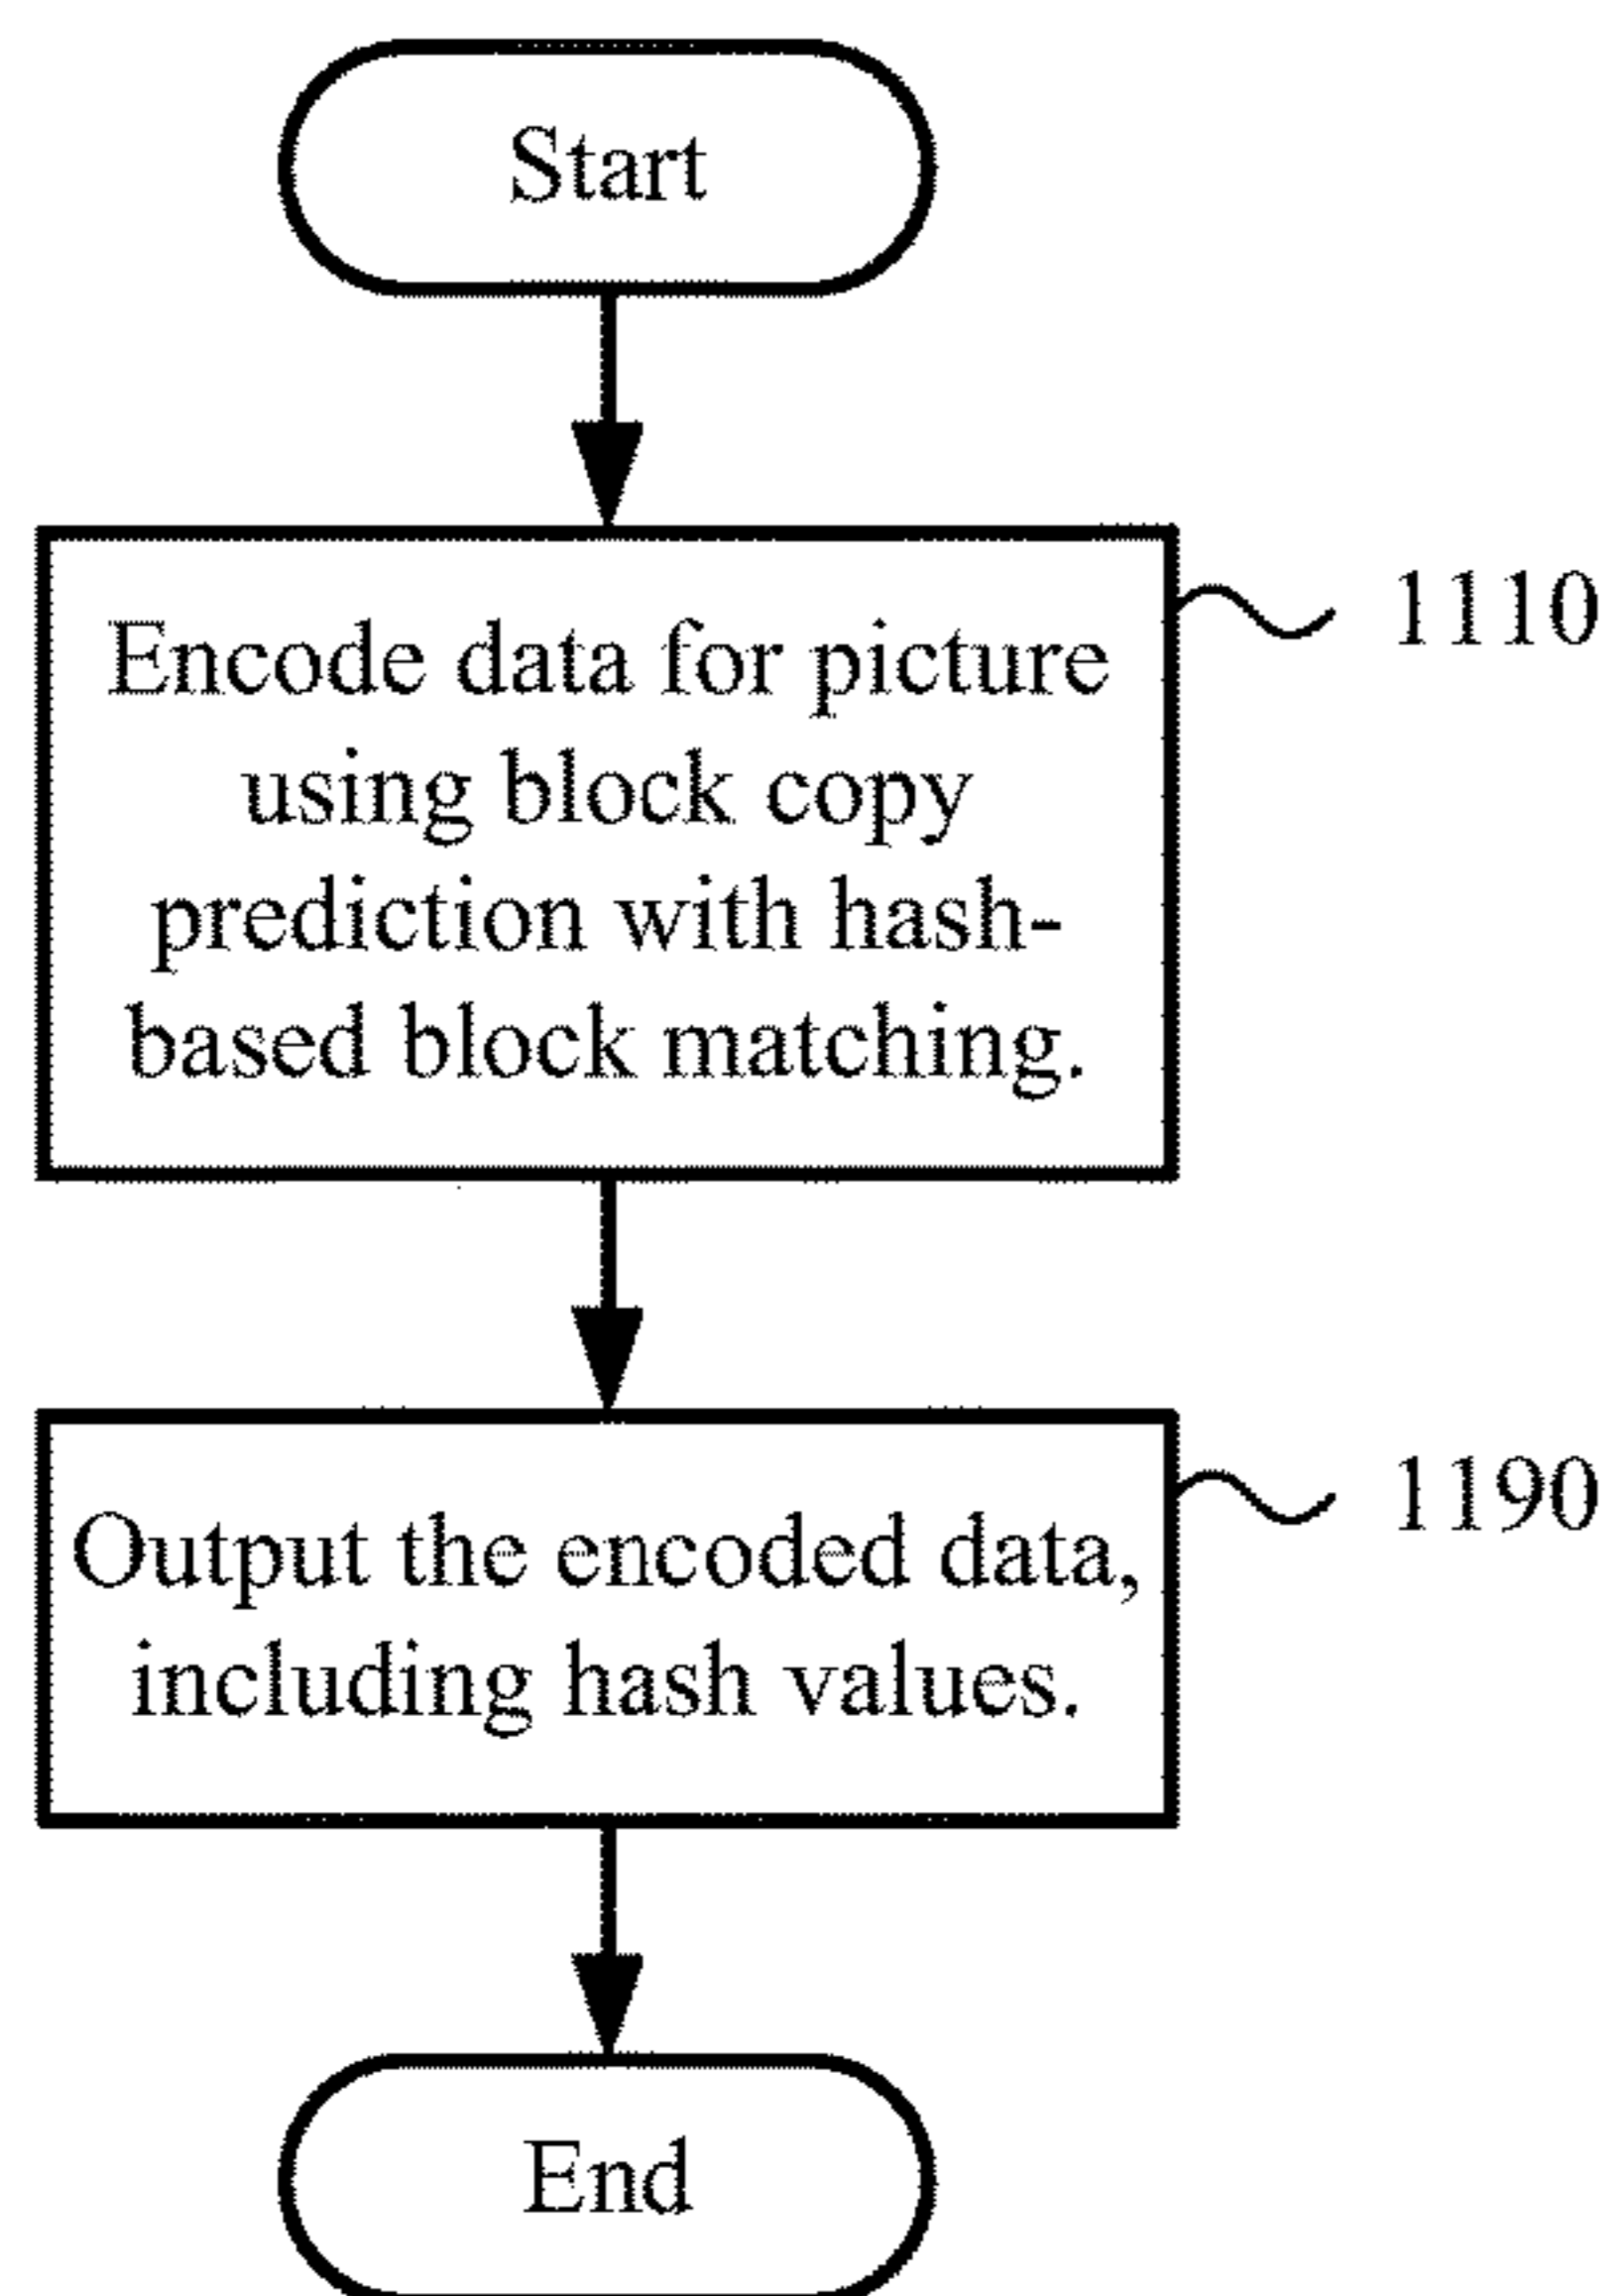 Start
Encode data for picture
using block copy
prediction with hash-
based block matching.
1110
Output the encoded data,
including hash values.
1190
End